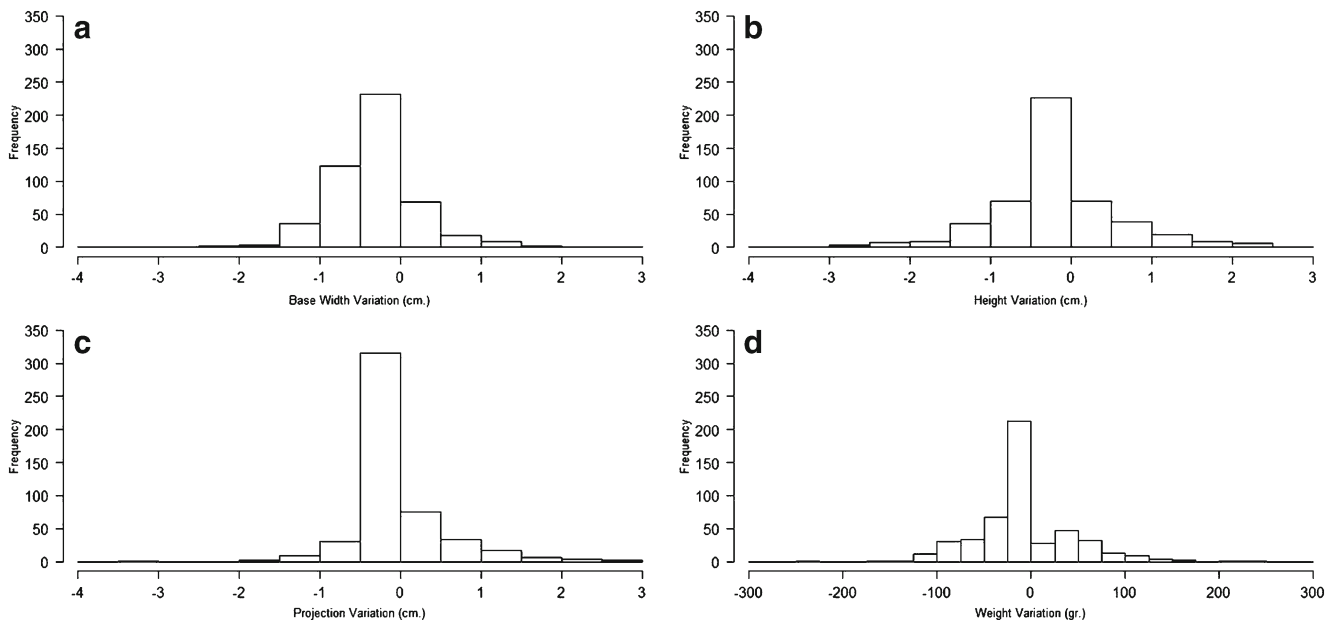 a
350
300
250
200
150
100
50
0
Frequency
-4 -3 -2 -1 0 1 2 3
Base Width Variation (cm.)
b
350
300
250
200
150
100
50
0
Frequency
-4 -3 -2 -1 0 1 2 3
Height Variation (cm.)
c
350
300
250
200
150
100
50
0
Frequency
-4 -3 -2 -1 0 1 2 3
Projection Variation (cm.)
d
350
300
250
200
150
100
50
0
Frequency
-300 -200 -100 0 100 200 300
Weight Variation (gr.)